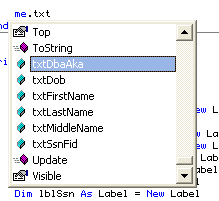 me.txt
Top
ToString
txtDbaAka
txtDob
txtFirstName
txtLastName
txtMiddleName
txtSsnFid
Update
Visible
Dim lblSsn As Label = New Label